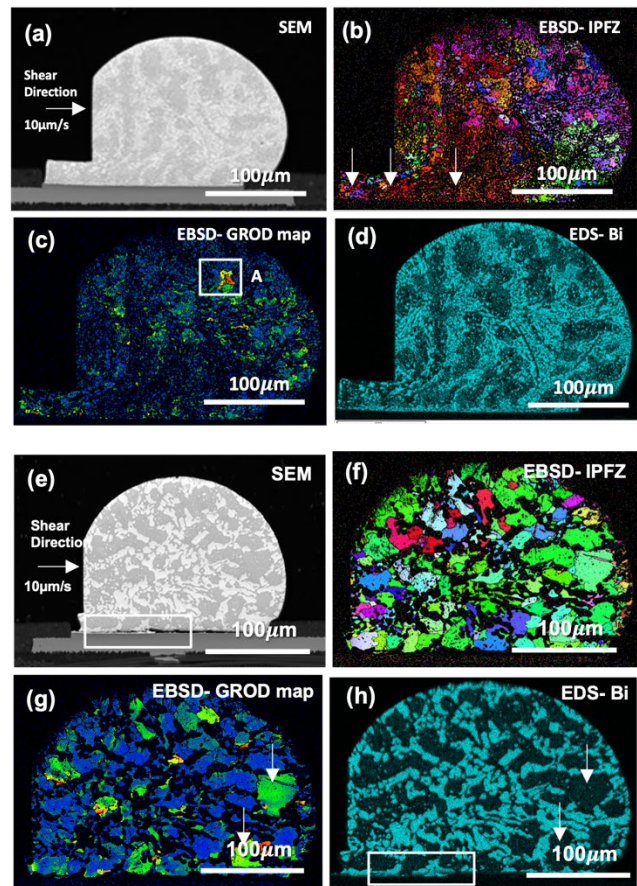 (a)
SEM
Shear
Direction
10μm/s
100μm
(b)
EBSD- IPFZ
100μm
(c)
EBSD- GROD map
A
100μm
(d)
EDS- Bi
100μm
(e)
SEM
Shear
Direction
10μm/s
100μm
(f)
EBSD- IPFZ
100μm
(g)
EBSD- GROD map
100μm
(h)
EDS- Bi
100μm